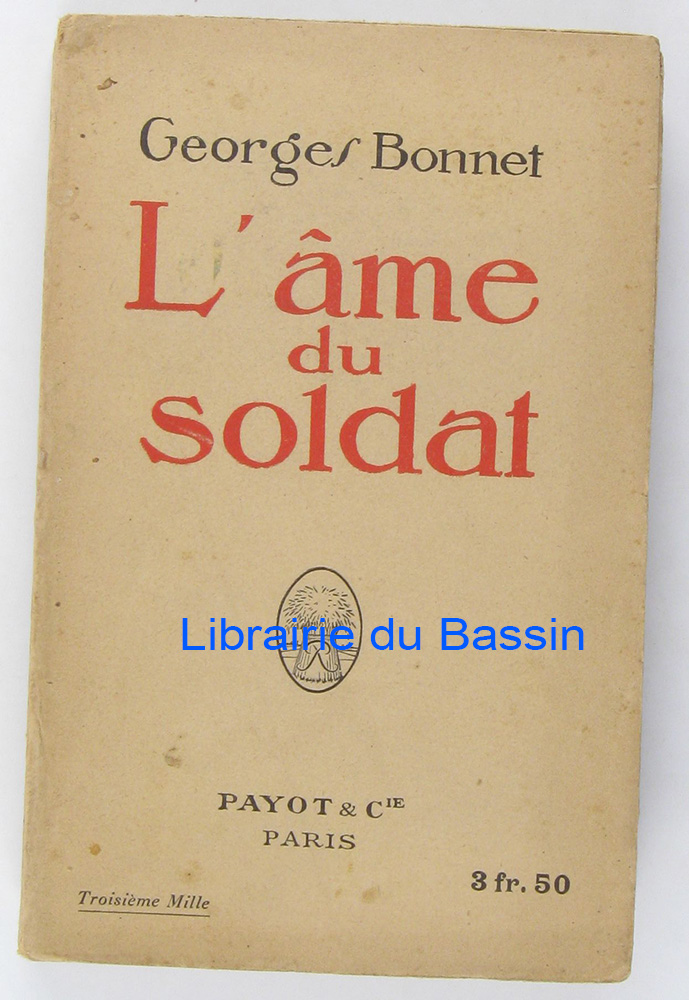 Georges Bonnet
L'âme
du
soldat
Librairie du Bassin
PAYOT & CIE
PARIS
3 fr. 50
Troisième Mille